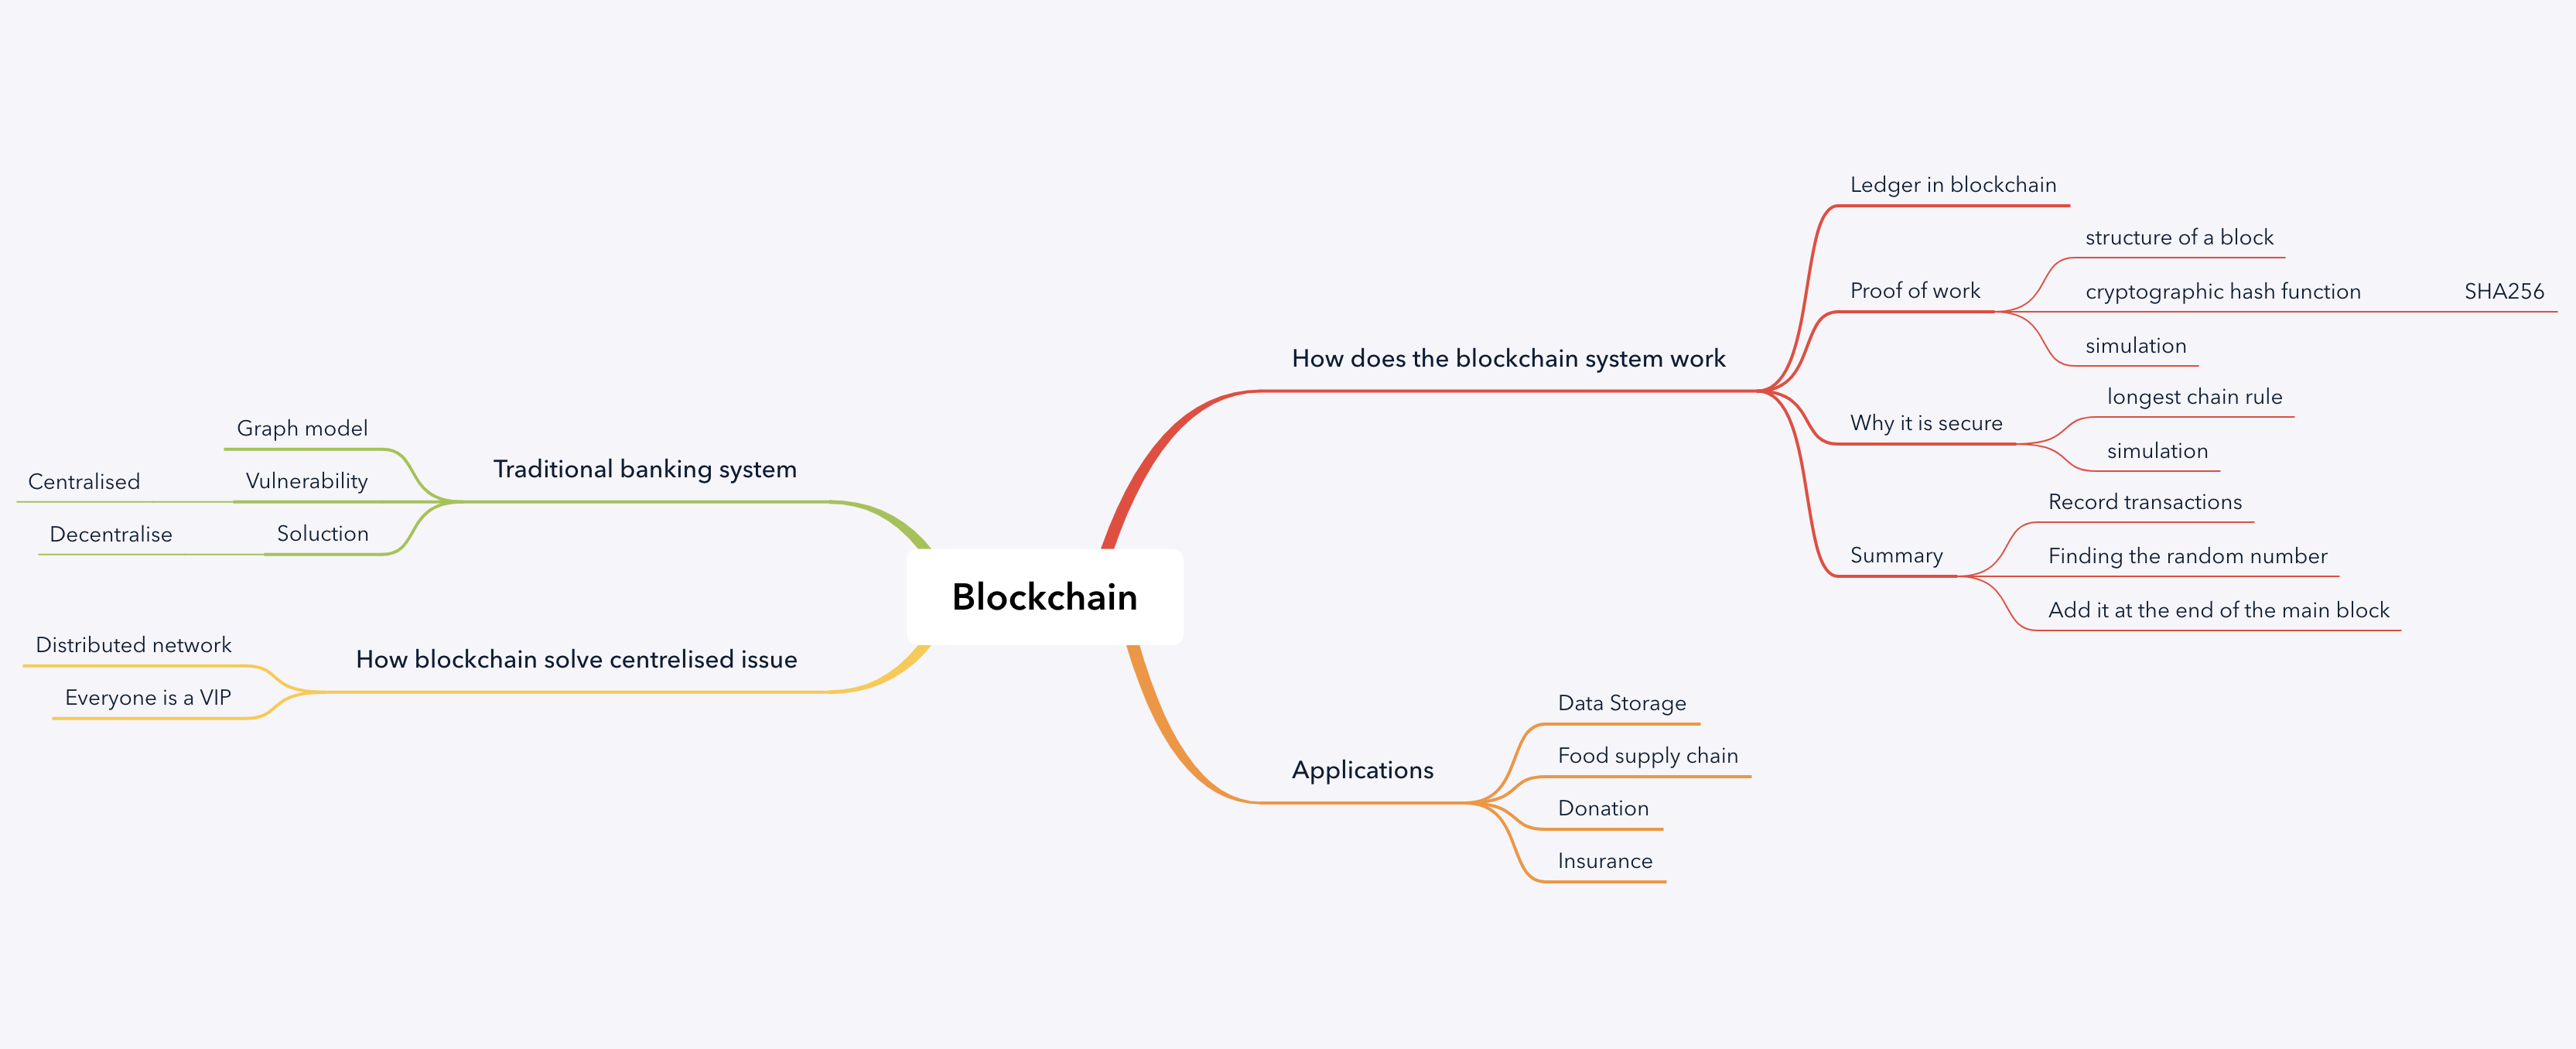 Blockchain
How does the blockchain system work
Ledger in blockchain
Proof of work
structure of a block
cryptographic hash function
SHA256
simulation
Why it is secure
longest chain rule
simulation
Summary
Record transactions
Finding the random number
Add it at the end of the main block
Applications
Data Storage
Food supply chain
Donation
Insurance
Traditional banking system
Graph model
Vulnerability
Centralised
Soluction
Decentralise
How blockchain solve centrelised issue
Distributed network
Everyone is a VIP